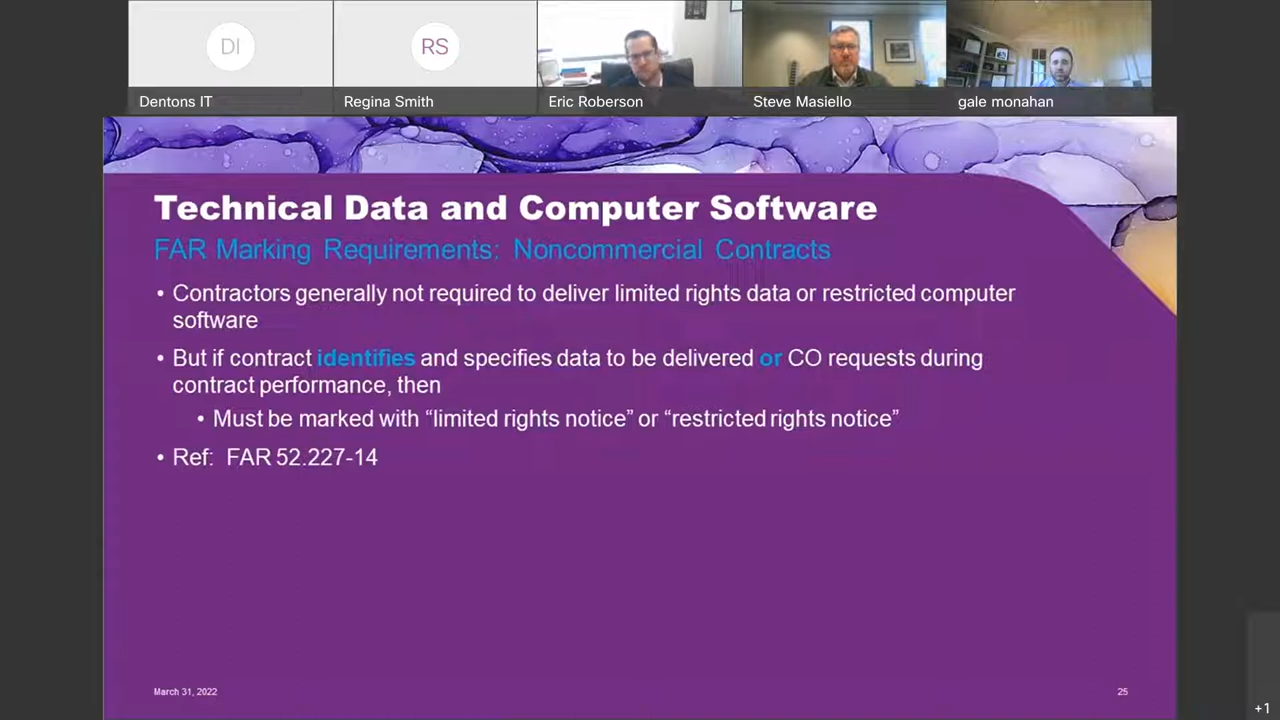 DI
RS
Dentons IT
Regina Smith
Eric Roberson
Steve Masiello
gale monahan
Technical Data and Computer Software
FAR Marking Requirements: Noncommercial Contracts
• Contractors generally not required to deliver limited rights data or restricted computer
software
• But if contract identifies and specifies data to be delivered or CO requests during
contract performance, then
• Must be marked with “limited rights notice” or “restricted rights notice”
• Ref: FAR 52.227-14
March 31, 2022
25
+1